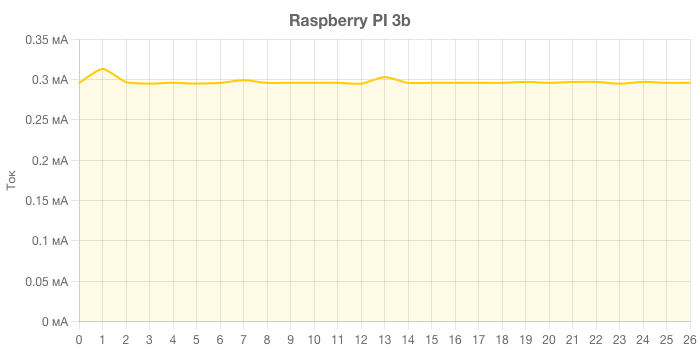 Raspberry PI 3b
0.35 мА
0.3 мА
0.25 мА
0.2 мА
0.15 мА
0.1 мА
0.05 мА
0 мА
Ток
0 1 2 3 4 5 6 7 8 9 10 11 12 13 14 15 16 17 18 19 20 21 22 23 24 25 26